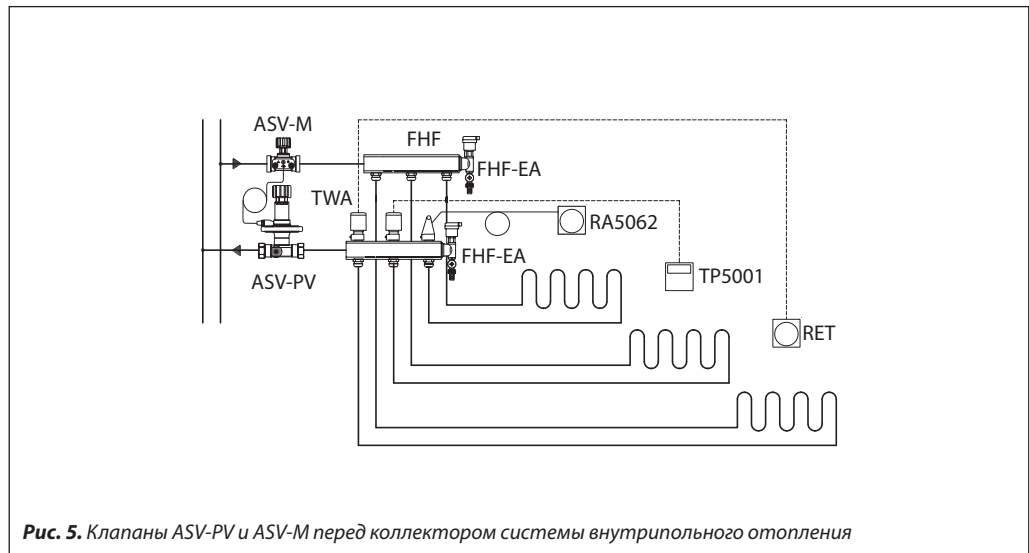 ASV-M
FHF
FHF-EA
TWA
RA5062
FHF-EA
ASV-PV
TP5001
RET
Рис. 5. Клапаны ASV-PV и ASV-M перед коллектором системы внутрипольного отопления